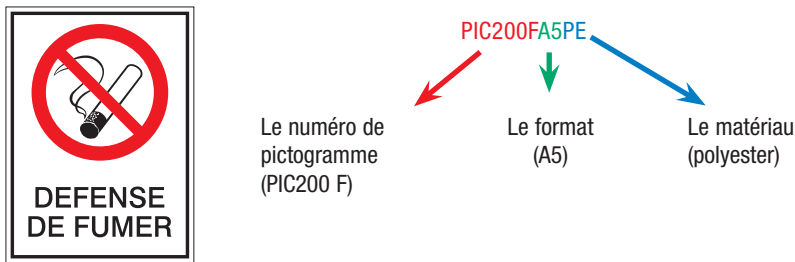 DEFENSE
DE FUMER
PIC200FA5PE
Le numéro de
pictogramme
(PIC200 F)
Le format
(A5)
Le matériau
(polyester)